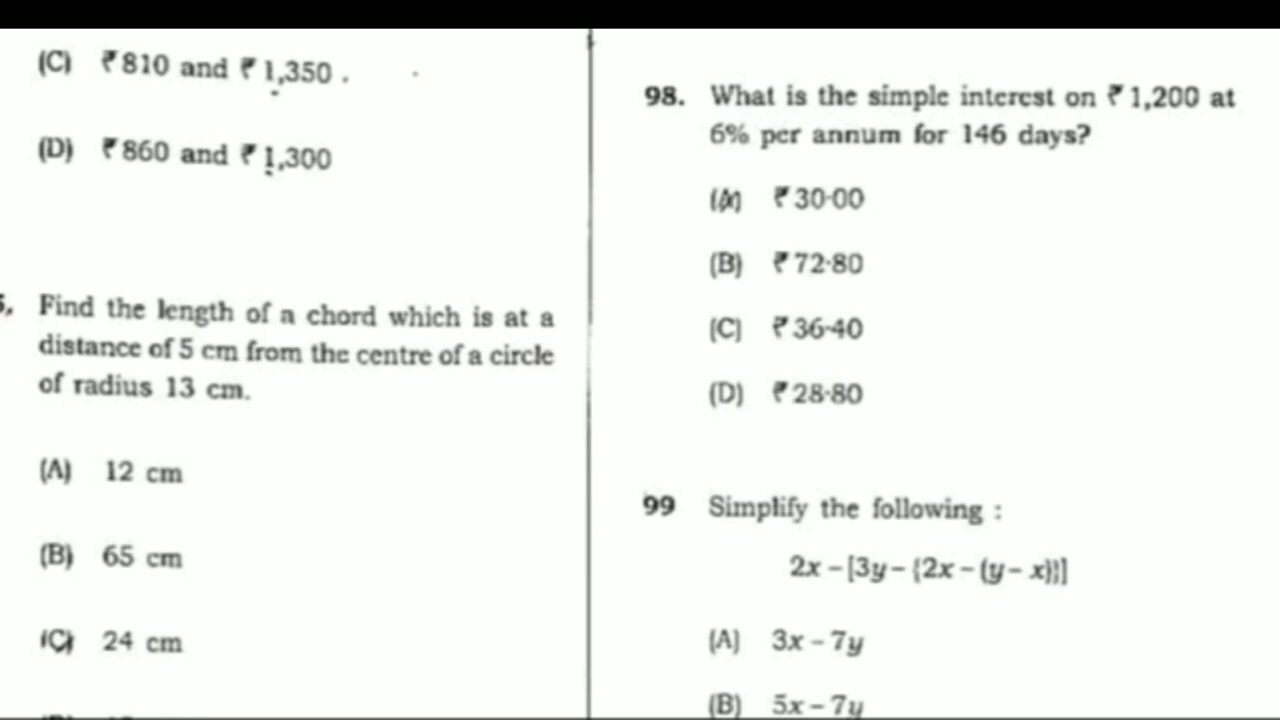 (C) ₹810 and ₹1,350 .
(D) ₹860 and ₹1,300
Find the length of a chord which is at a
distance of 5 cm from the centre of a circle
of radius 13 cm.
(A) 12 cm
(B) 65 cm
(C) 24 cm
98. What is the simple interest on ₹1,200 at
6% per annum for 146 days?
(A) ₹30·00
(B) ₹72·80
(C) ₹36·40
(D) ₹28·80
99 Simplify the following :
2x – [3y – {2x – (y – x)}]
(A) 3x – 7y
(B) 5x – 7y